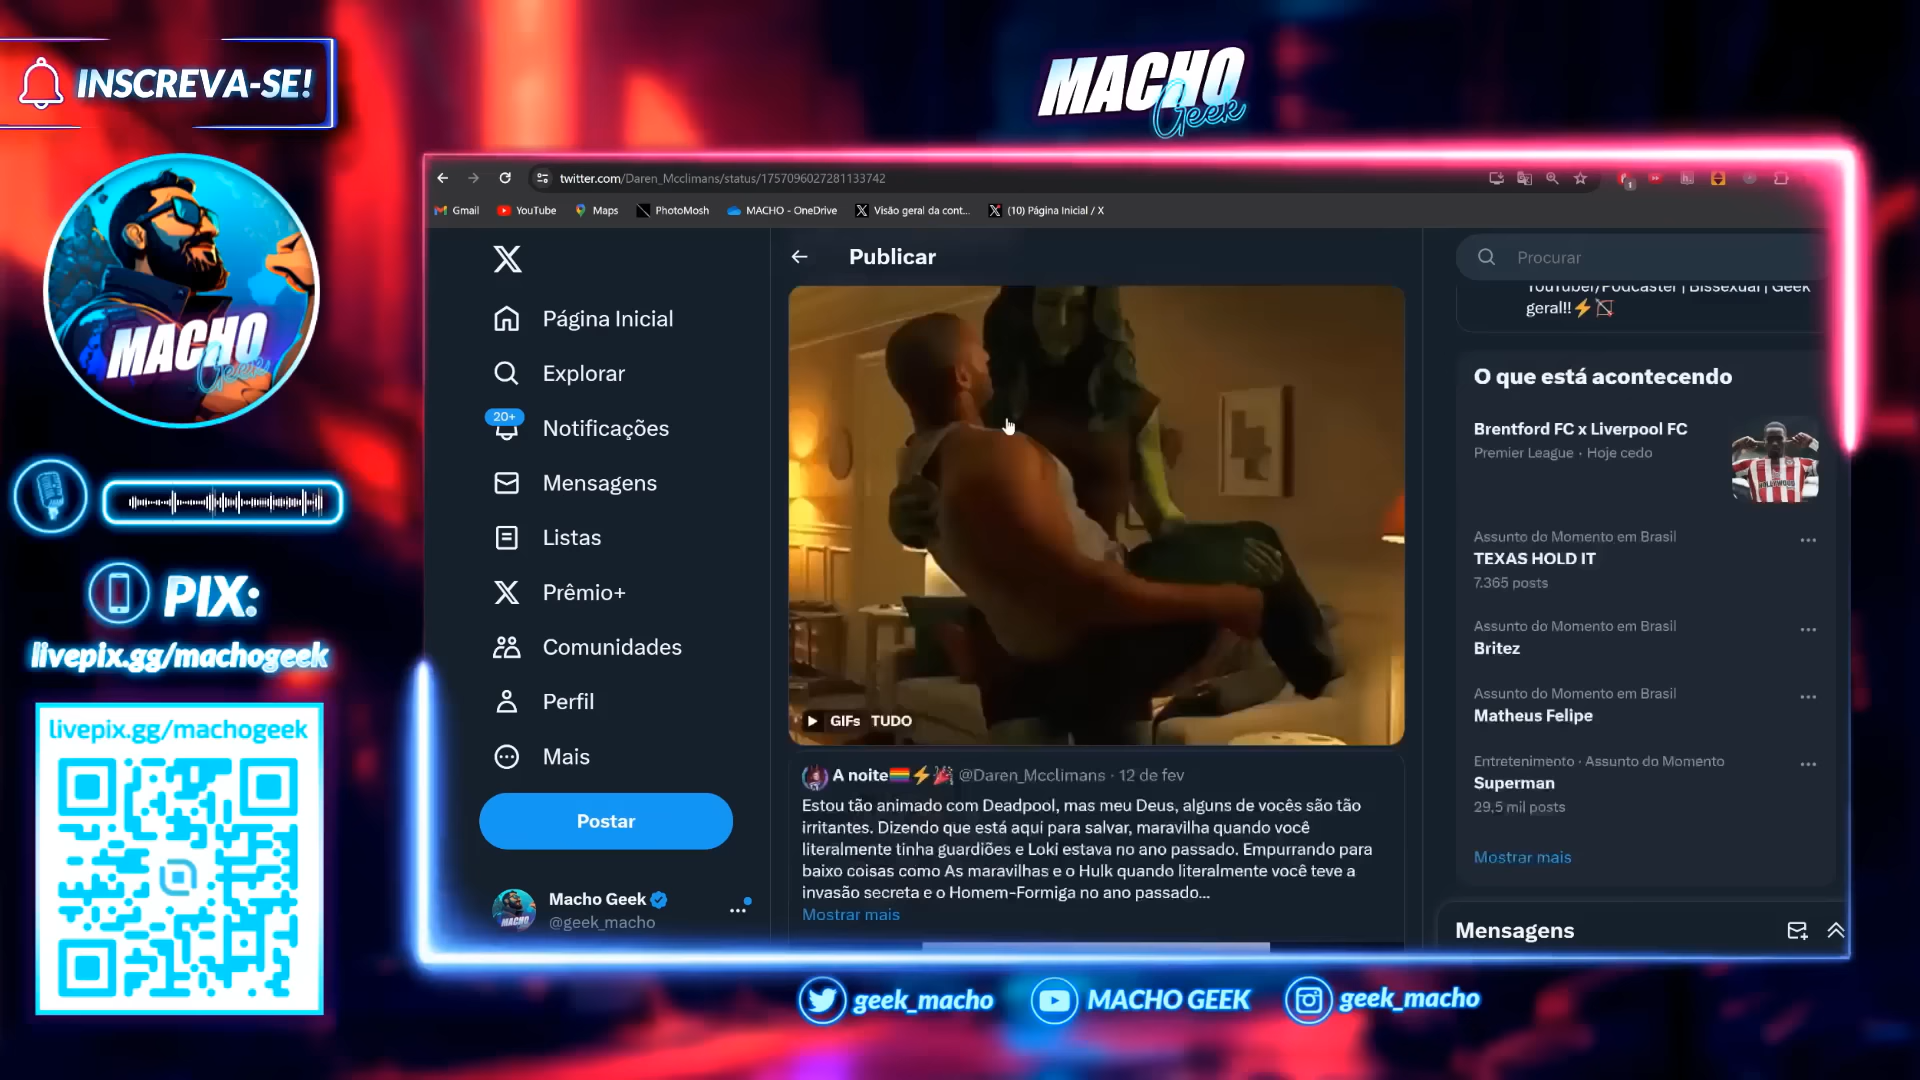 INSCREVA-SE!
MACHO
Geek
MACHO
Geek
PIX:
livepix.gg/machogeek
livepix.gg/machogeek
twitter.com/Daren_Mcclimans/status/1757096027281133742
Gmail
YouTube
Maps
PhotoMosh
MACHO - OneDrive
Visão geral da cont...
(10) Página Inicial / X
Página Inicial
Explorar
20+
Notificações
Mensagens
Listas
Prêmio+
Comunidades
Perfil
Mais
Postar
Macho Geek
@geek_macho
Publicar
GIFs TUDO
A noite @Daren_Mcclimans · 12 de fev
Estou tão animado com Deadpool, mas meu Deus, alguns de vocês são tão
irritantes. Dizendo que está aqui para salvar, maravilha quando você
literalmente tinha guardiões e Loki estava no ano passado. Empurrando para
baixo coisas como As maravilhas e o Hulk quando literalmente você teve a
invasão secreta e o Homem-Formiga no ano passado...
Mostrar mais
Procurar
YouTuber/Podcaster | Bissexual | Geek
geral!!
O que está acontecendo
Brentford FC x Liverpool FC
Premier League · Hoje cedo
Assunto do Momento em Brasil
TEXAS HOLD IT
7.365 posts
Assunto do Momento em Brasil
Britez
Assunto do Momento em Brasil
Matheus Felipe
Entretenimento · Assunto do Momento
Superman
29,5 mil posts
Mostrar mais
Mensagens
geek_macho
MACHO GEEK
geek_macho